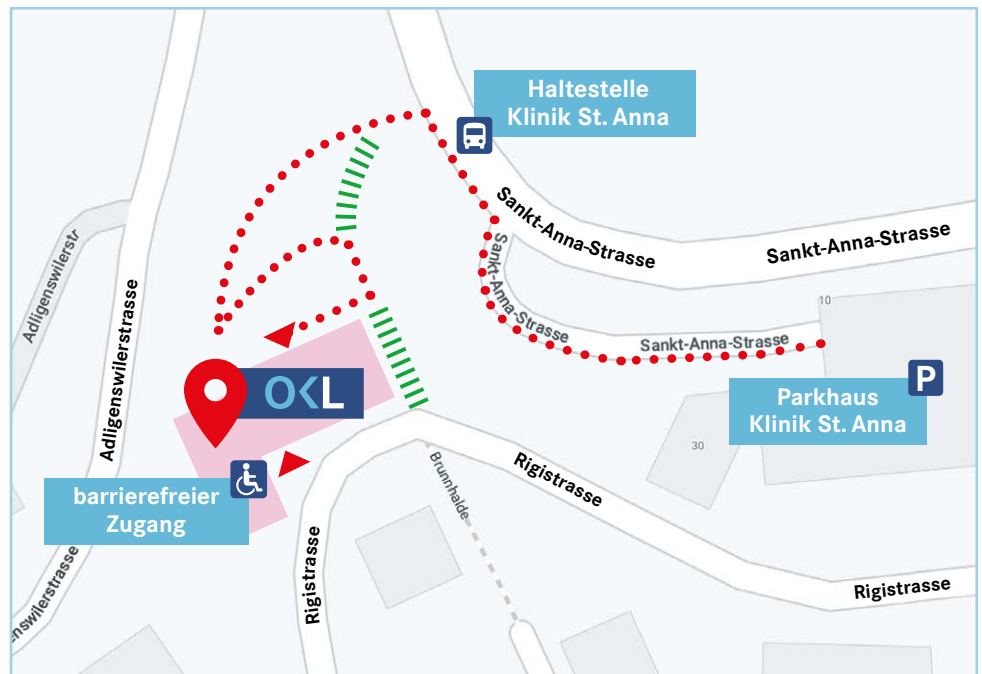 Haltestelle
Klinik St. Anna
Sankt-Anna-Strasse
Sankt-Anna-Strasse
Adligenswilerstr
Adligenswilerstrasse
Sankt-Anna-Strasse
Sankt-Anna-Strasse
10
P
Parkhaus
Klinik St. Anna
OKL
30
Brunnhalde
Rigistrasse
barrierefreier
Zugang
Rigistrasse
Rigistrasse
enswilerstrasse